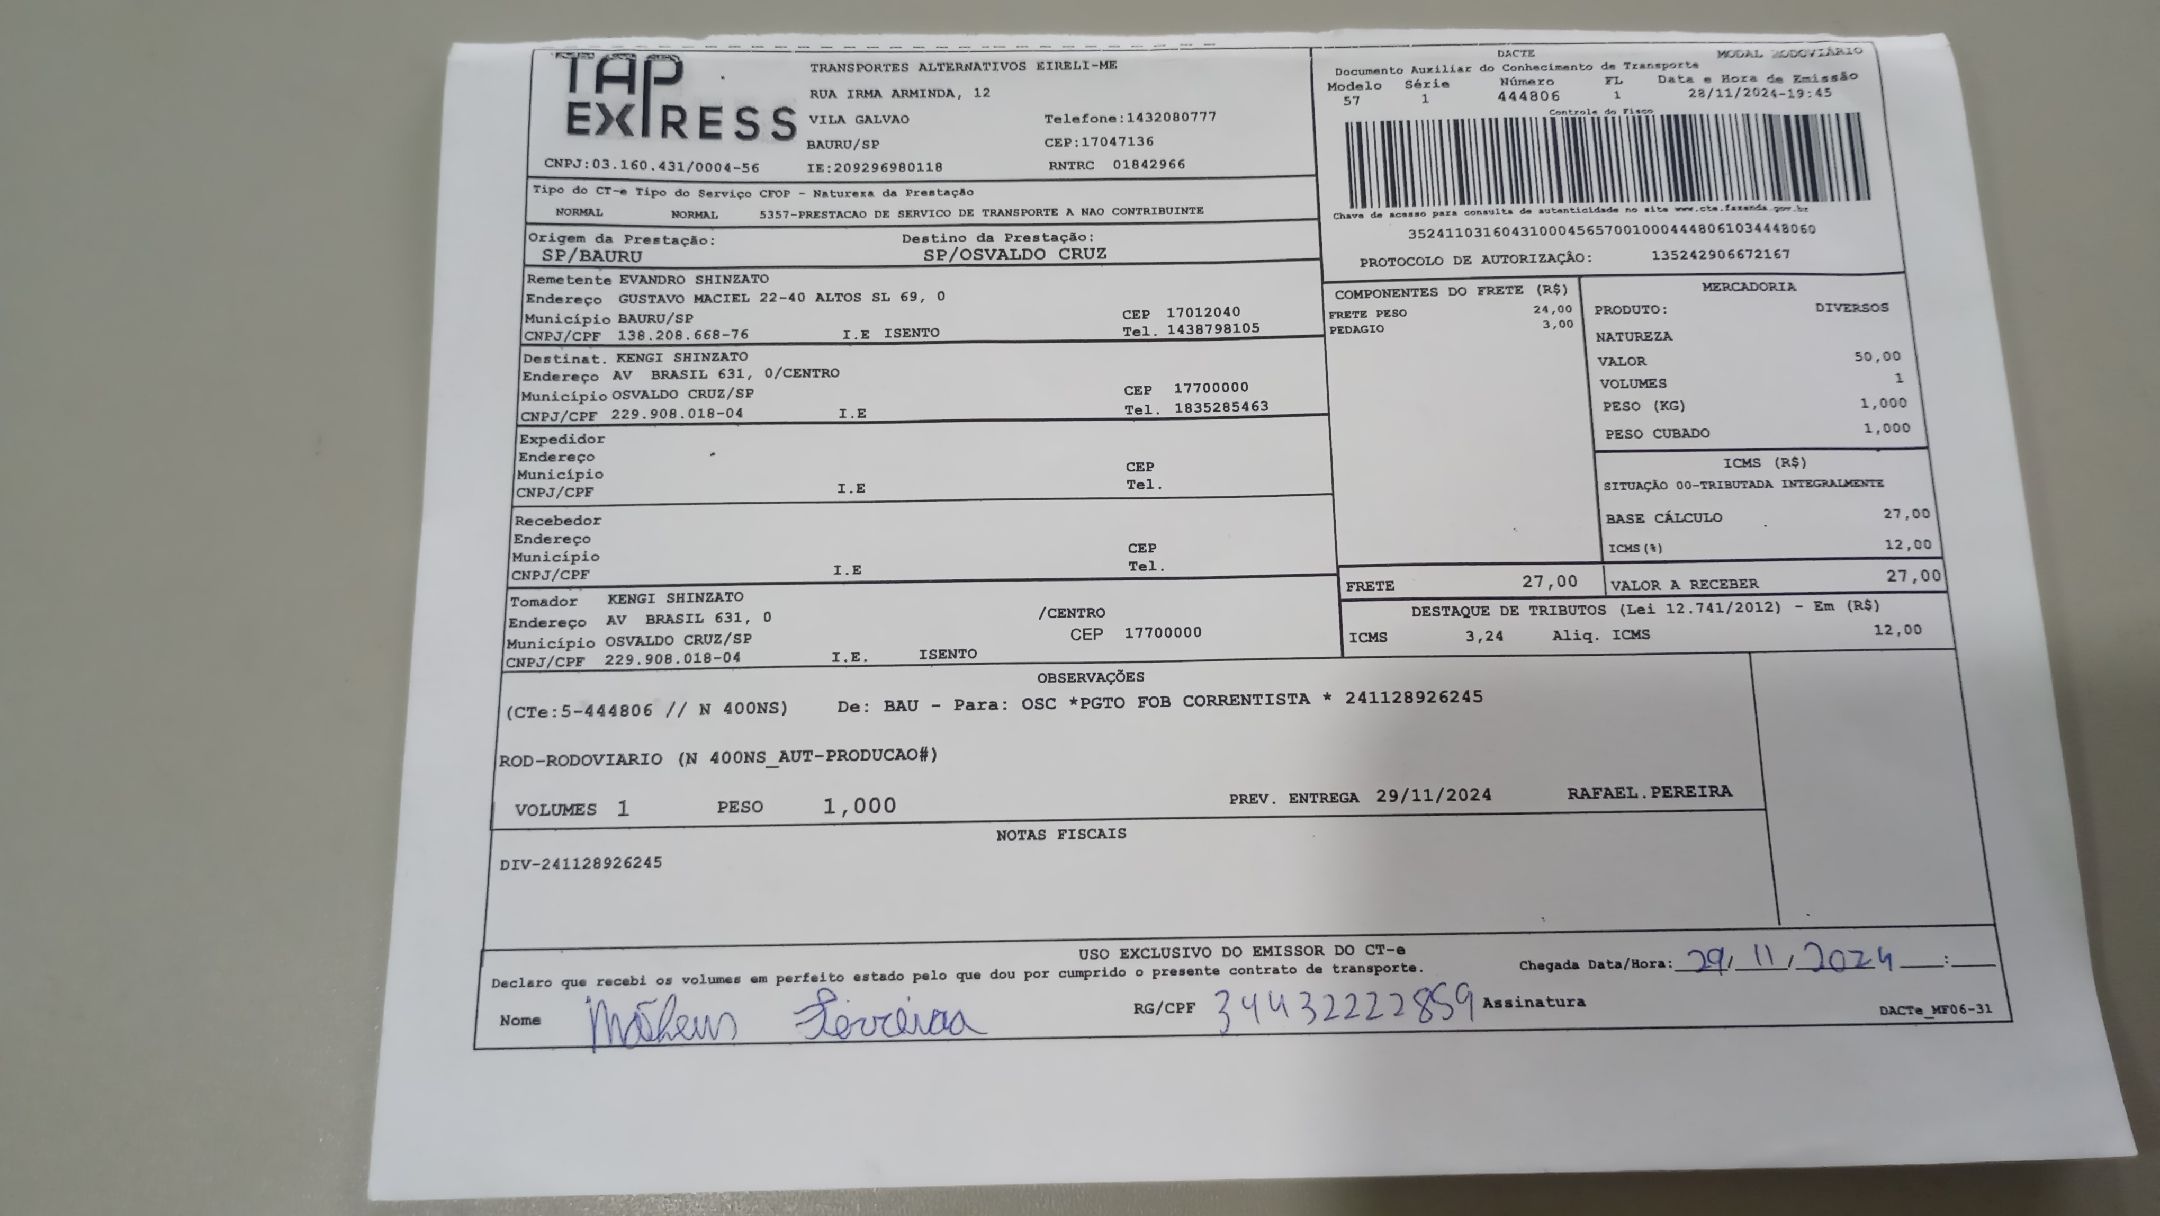 TAP EXPRESS
CNPJ:03.160.431/0004-56
TRANSPORTES ALTERNATIVOS EIRELI-ME
RUA IRMA ARMINDA, 12
VILA GALVAO Telefone:1432080777
BAURU/SP CEP:17047136
IE:209296980118 RNTRC 01842966
DACTE MODAL RODOVIÁRIO
Documento Auxiliar do Conhecimento de Transporte
Modelo Série Número FL Data e Hora de Emissão
57 1 444806 1 28/11/2024-19:45
Controle do Fisco
Chave de acesso para consulta de autenticidade no site www.cte.fazenda.gov.br
35241103160431000456570010004448061034448060
PROTOCOLO DE AUTORIZAÇÃO: 135242906672167
Tipo do CT-e Tipo do Serviço CFOP - Natureza da Prestação
NORMAL NORMAL 5357-PRESTACAO DE SERVICO DE TRANSPORTE A NAO CONTRIBUINTE
Origem da Prestação: Destino da Prestação:
SP/BAURU SP/OSVALDO CRUZ
Remetente EVANDRO SHINZATO
Endereço GUSTAVO MACIEL 22-40 ALTOS SL 69, 0
Município BAURU/SP CEP 17012040
CNPJ/CPF 138.208.668-76 I.E ISENTO Tel. 1438798105
Destinat. KENGI SHINZATO
Endereço AV BRASIL 631, 0/CENTRO
Município OSVALDO CRUZ/SP CEP 17700000
CNPJ/CPF 229.908.018-04 I.E Tel. 1835285463
Expedidor
Endereço
Município CEP
CNPJ/CPF I.E Tel.
Recebedor
Endereço
Município CEP
CNPJ/CPF I.E Tel.
Tomador KENGI SHINZATO
Endereço AV BRASIL 631, 0 /CENTRO
Município OSVALDO CRUZ/SP CEP 17700000
CNPJ/CPF 229.908.018-04 I.E. ISENTO
COMPONENTES DO FRETE (R$)
FRETE PESO 24,00
PEDAGIO 3,00
MERCADORIA
PRODUTO: DIVERSOS
NATUREZA
VALOR 50,00
VOLUMES 1
PESO (KG) 1,000
PESO CUBADO 1,000
ICMS (R$)
SITUAÇÃO 00-TRIBUTADA INTEGRALMENTE
BASE CÁLCULO 27,00
ICMS(%) 12,00
FRETE 27,00 VALOR A RECEBER 27,00
DESTAQUE DE TRIBUTOS (Lei 12.741/2012) - Em (R$)
ICMS 3,24 Aliq. ICMS 12,00
OBSERVAÇÕES
(CTe:5-444806 // N 400NS) De: BAU - Para: OSC *PGTO FOB CORRENTISTA * 241128926245
ROD-RODOVIARIO (N 400NS_AUT-PRODUCAO#)
VOLUMES 1 PESO 1,000 PREV. ENTREGA 29/11/2024 RAFAEL.PEREIRA
NOTAS FISCAIS
DIV-241128926245
USO EXCLUSIVO DO EMISSOR DO CT-e
Declaro que recebi os volumes em perfeito estado pelo que dou por cumprido o presente contrato de transporte. Chegada Data/Hora: 29/11/2024 __:__
Nome Matheus Ferreira RG/CPF 34432222859 Assinatura
DACTe_MF06-31